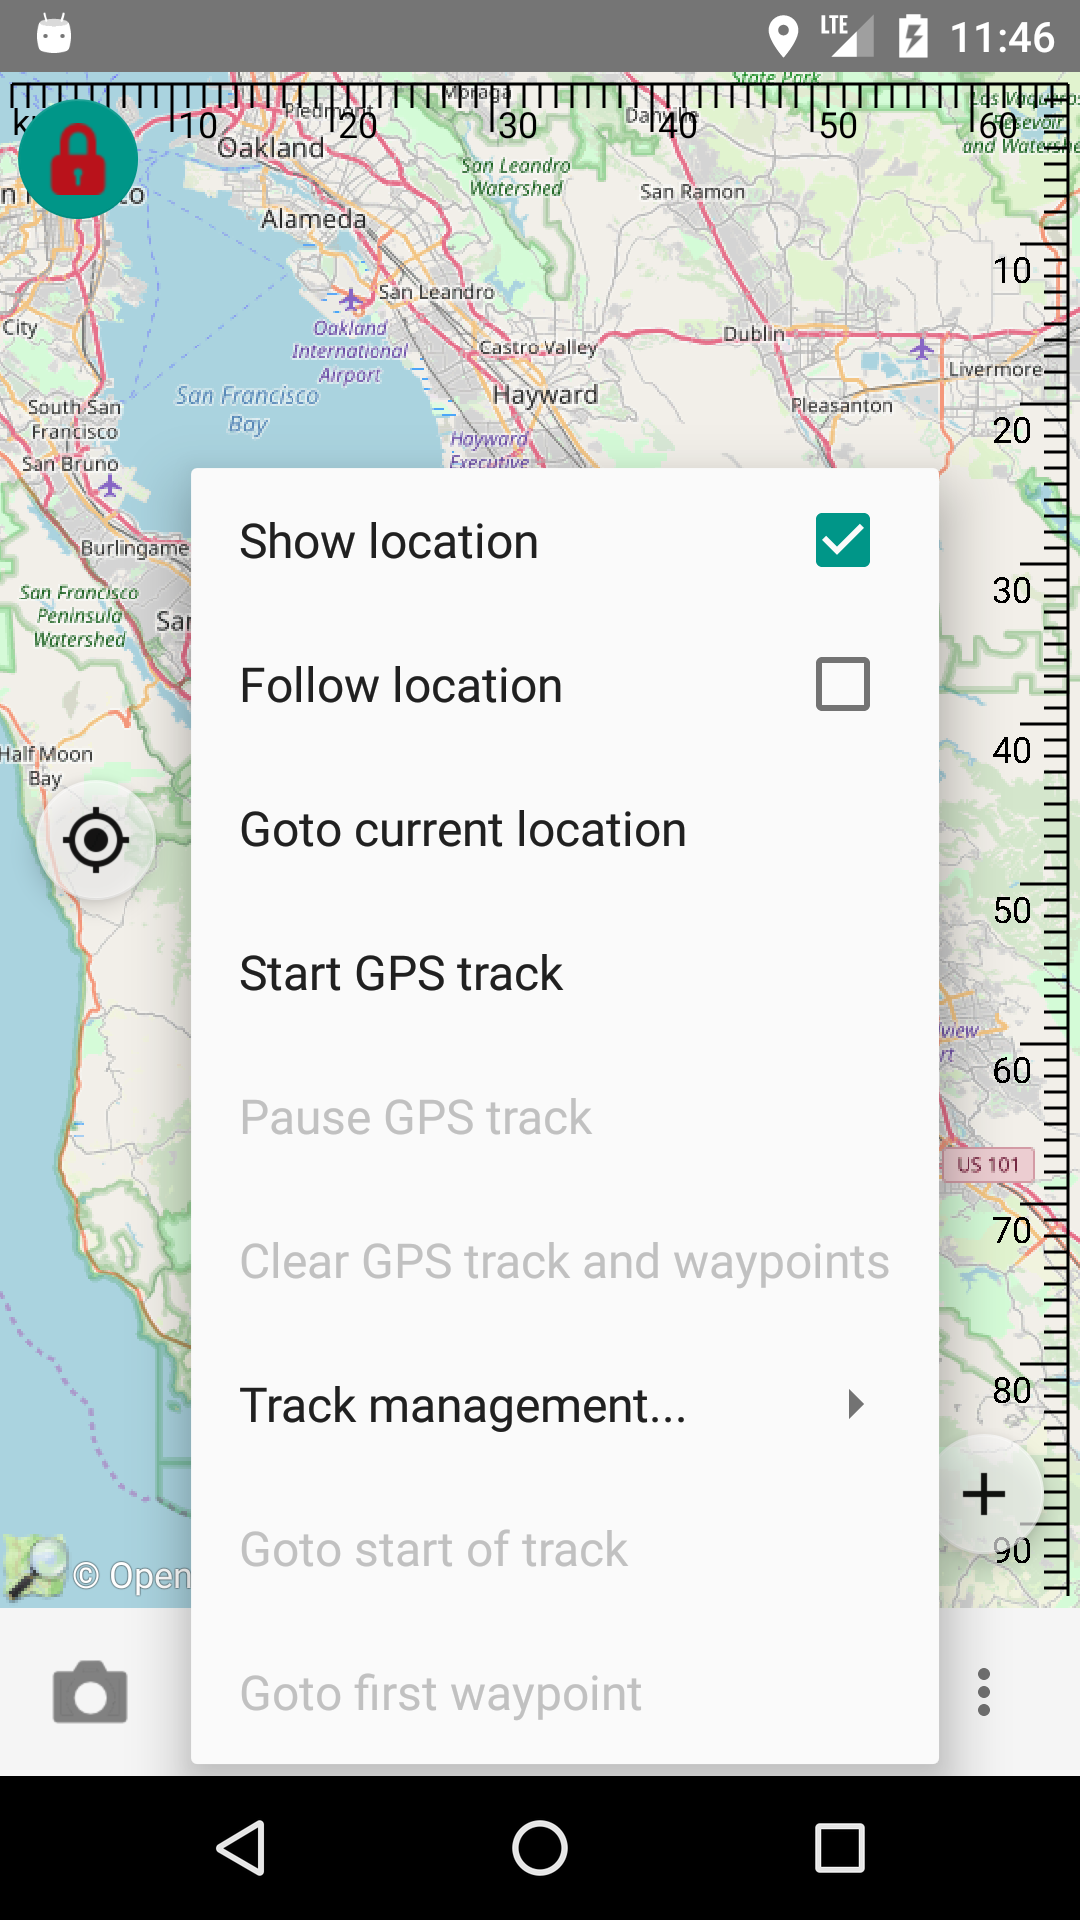 LTE 11:46
State Park
Moraga
Piedmont
Danville
10 20 30 40 50 60
Las Vaqueros
Resevoir
and Watershe
Oakland
San Leandro
Watershed
San Ramon
Alameda
10
San Leandro
City
Oakland
International
Airport
Castro Valley
Dublin
Livermore
San Francisco
Bay
Hayward
Pleasanton
South San
Francisco
20
Hayward
Executive
San Bruno
Show location
Burlingame
Follow location
San Francisco
Peninsula
Watershed
30
Goto current location
Half Moon
Bay
40
Start GPS track
50
view
rt
Pause GPS track
60
US 101
Clear GPS track and waypoints
70
Track management...
80
Goto start of track
90
© Open
Goto first waypoint